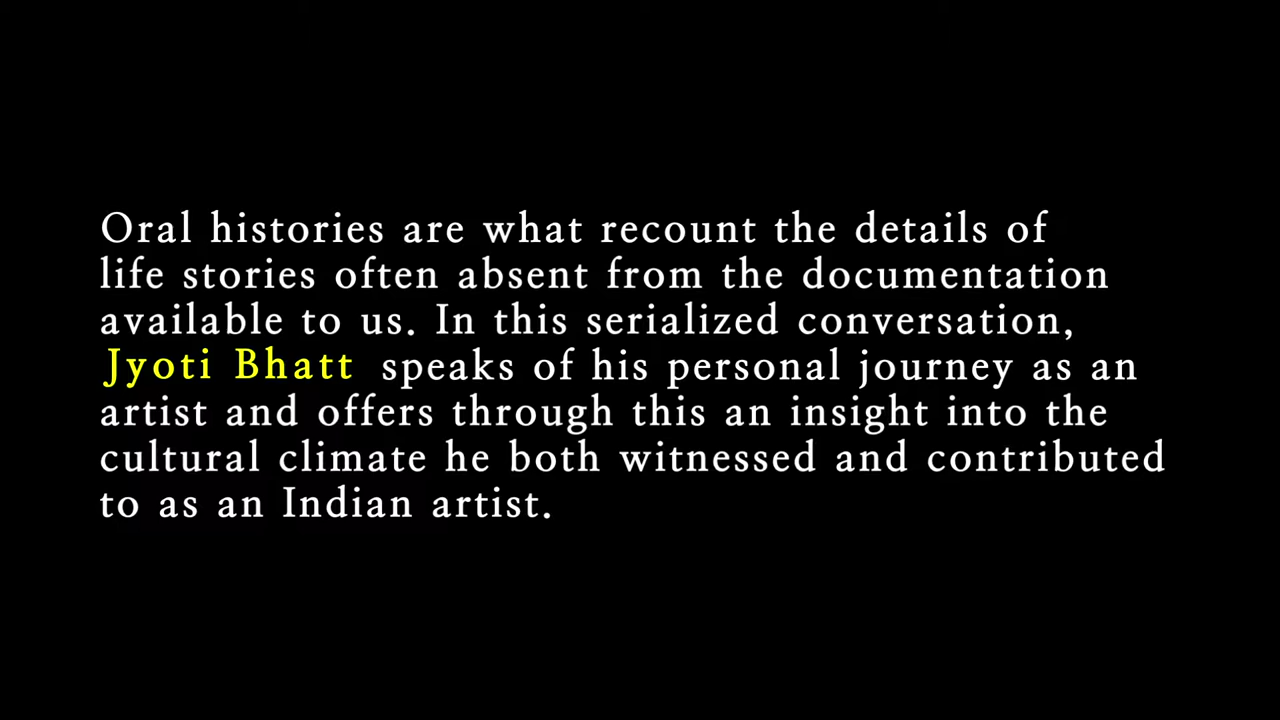 Oral histories are what recount the details of
life stories often absent from the documentation
available to us. In this serialized conversation,
Jyoti Bhatt speaks of his personal journey as an
artist and offers through this an insight into the
cultural climate he both witnessed and contributed
to as an Indian artist.